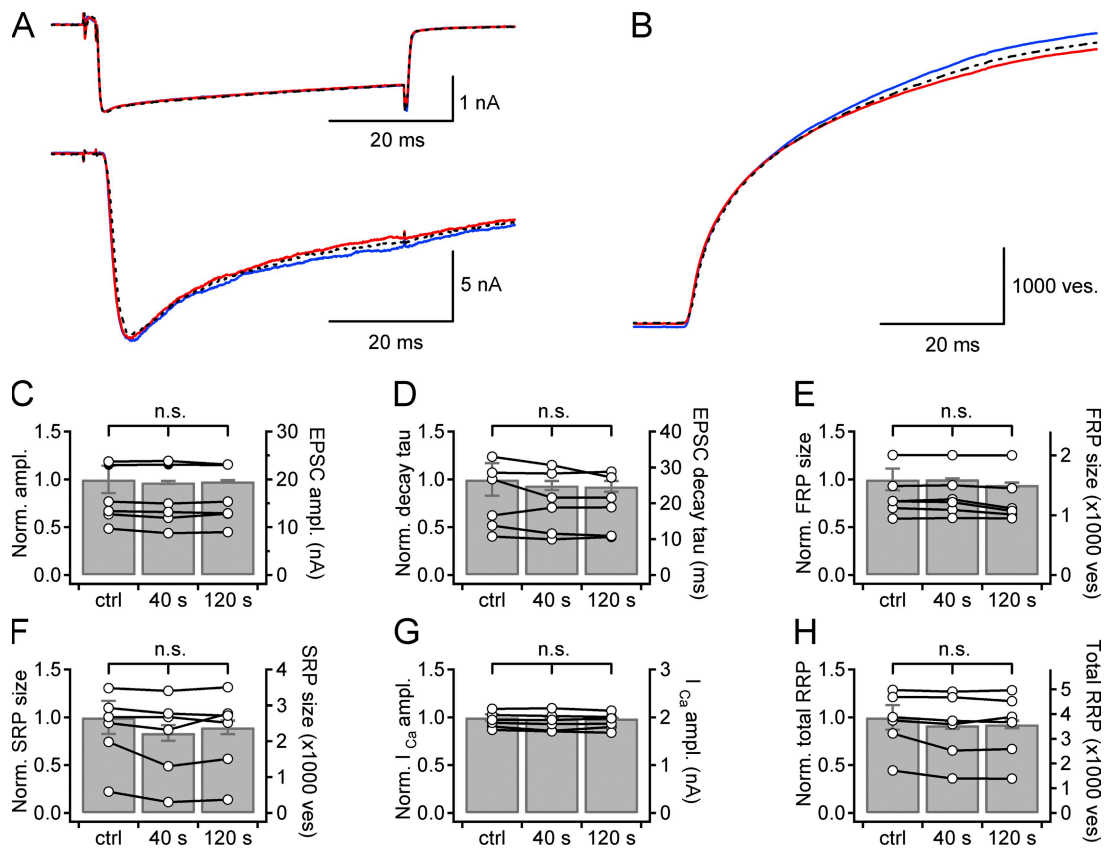 A
1 nA
20 ms
5 nA
20 ms
B
1000 ves.
20 ms
C
n.s.
1.5
1.0
0.5
0.0
Norm. ampl.
30
20
10
0
EPSC ampl. (nA)
ctrl 40 s 120 s
D
n.s.
1.5
1.0
0.5
0.0
Norm. decay tau
40
30
20
10
0
EPSC decay tau (ms)
ctrl 40 s 120 s
E
n.s.
1.5
1.0
0.5
0.0
Norm. FRP size
2
1
0
FRP size (x1000 ves)
ctrl 40 s 120 s
F
n.s.
1.5
1.0
0.5
0.0
Norm. SRP size
4
3
2
1
0
SRP size (x1000 ves)
ctrl 40 s 120 s
G
n.s.
1.5
1.0
0.5
0.0
Norm. I Ca ampl.
3
2
1
0
I Ca ampl. (nA)
ctrl 40 s 120 s
H
n.s.
1.5
1.0
0.5
0.0
Norm. total RRP
5
4
3
2
1
0
Total RRP (x1000 ves)
ctrl 40 s 120 s